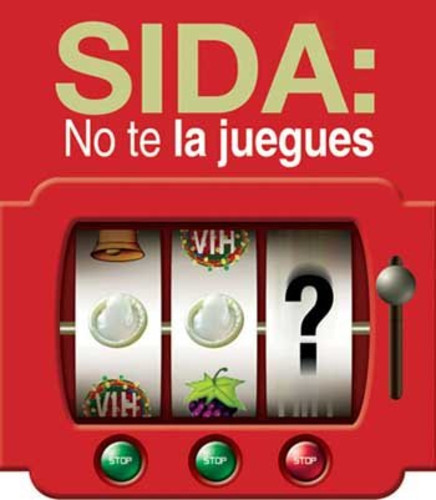 SIDA:
No te la juegues
VIH
?
VIH
STOP STOP STOP